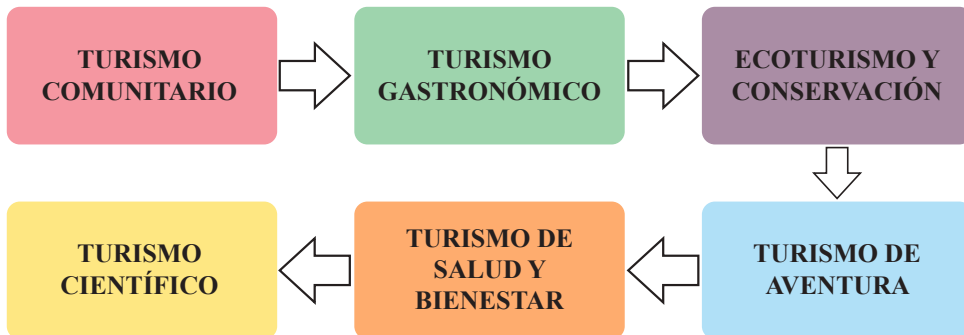 TURISMO
COMUNITARIO
TURISMO
GASTRONÓMICO
ECOTURISMO Y
CONSERVACIÓN
TURISMO DE
AVENTURA
TURISMO DE
SALUD Y
BIENESTAR
TURISMO
CIENTÍFICO